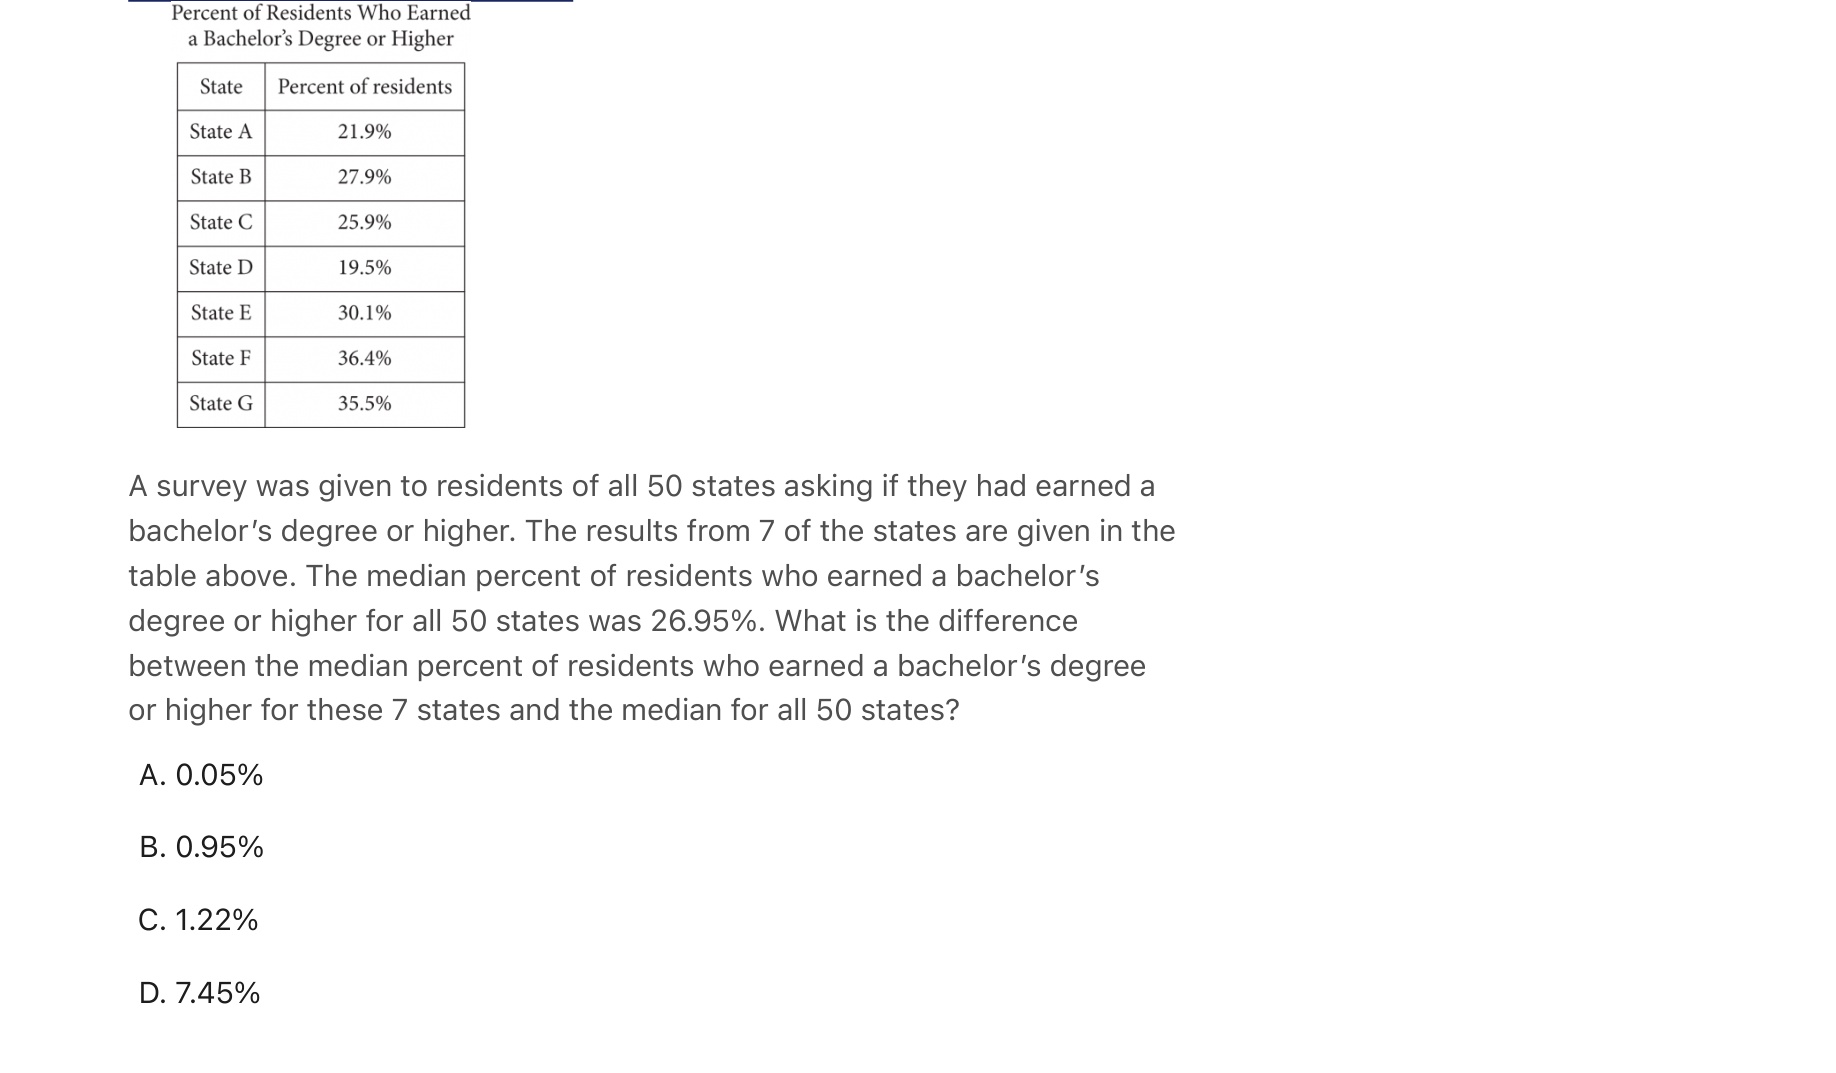 Percent of Residents Who Earned
a Bachelor's Degree or Higher
State Percent of residents
State A 21.9%
State B 27.9%
State C 25.9%
State D 19.5%
State E 30.1%
State F 36.4%
State G 35.5%
A survey was given to residents of all 50 states asking if they had earned a
bachelor's degree or higher. The results from 7 of the states are given in the
table above. The median percent of residents who earned a bachelor's
degree or higher for all 50 states was 26.95%. What is the difference
between the median percent of residents who earned a bachelor's degree
or higher for these 7 states and the median for all 50 states?
A. 0.05%
B. 0.95%
C. 1.22%
D. 7.45%